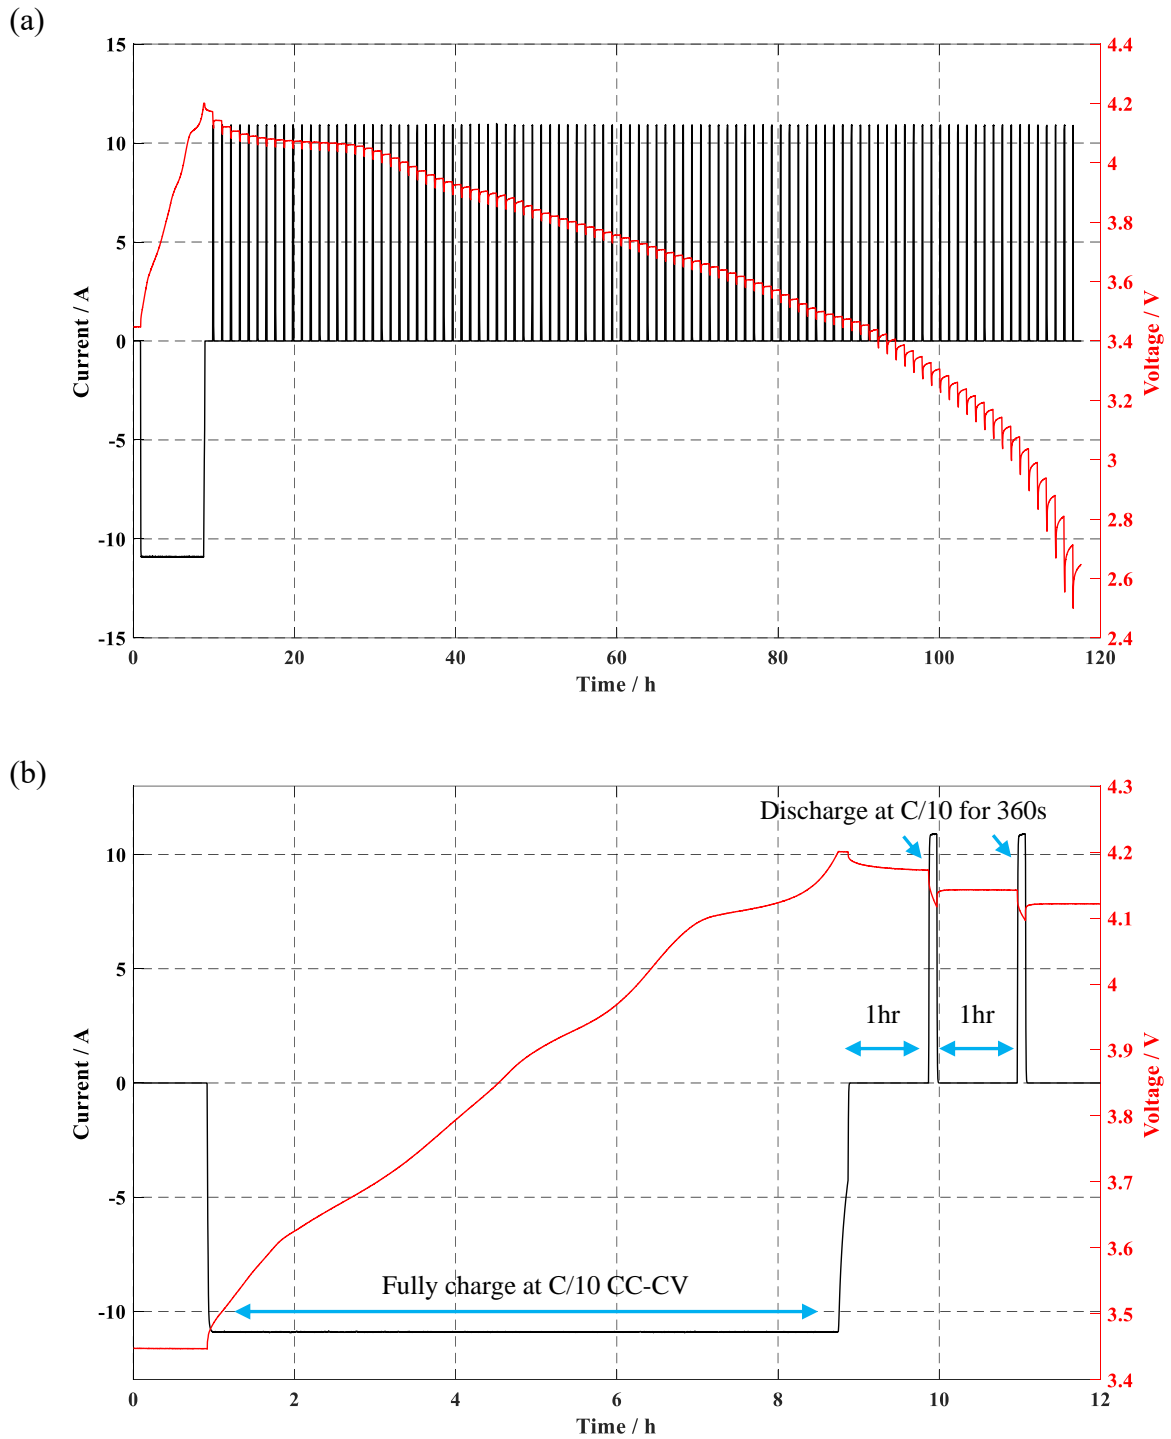 (a)
15
10
5
0
-5
-10
-15
Current / A
4.4
4.2
4
3.8
3.6
3.4
3.2
3
2.8
2.6
2.4
Voltage / V
0 20 40 60 80 100 120
Time / h
(b)
10
5
0
-5
-10
Current / A
Discharge at C/10 for 360s
1hr 1hr
Fully charge at C/10 CC-CV
4.3
4.2
4.1
4
3.9
3.8
3.7
3.6
3.5
3.4
Voltage / V
0 2 4 6 8 10 12
Time / h